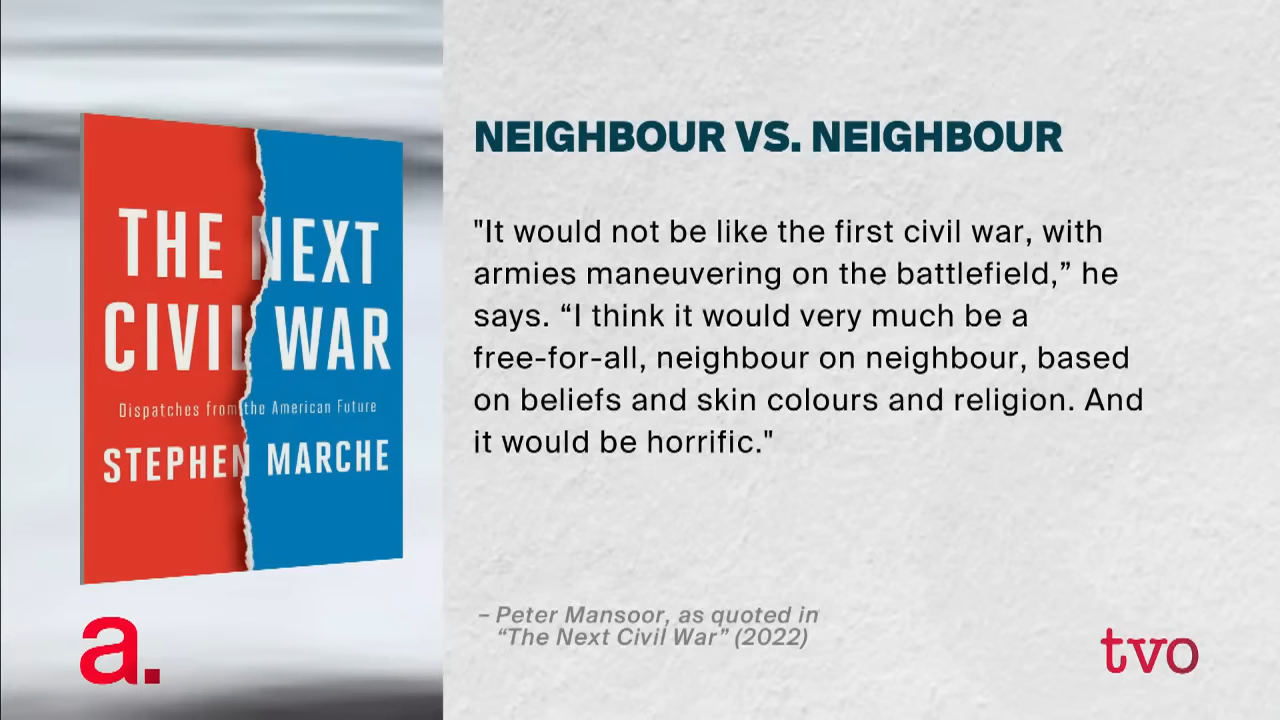 THE NEXT
CIVIL WAR
Dispatches from the American Future
STEPHEN MARCHE
a.
NEIGHBOUR VS. NEIGHBOUR
"It would not be like the first civil war, with
armies maneuvering on the battlefield,” he
says. “I think it would very much be a
free-for-all, neighbour on neighbour, based
on beliefs and skin colours and religion. And
it would be horrific."
– Peter Mansoor, as quoted in
“The Next Civil War” (2022)
tvo